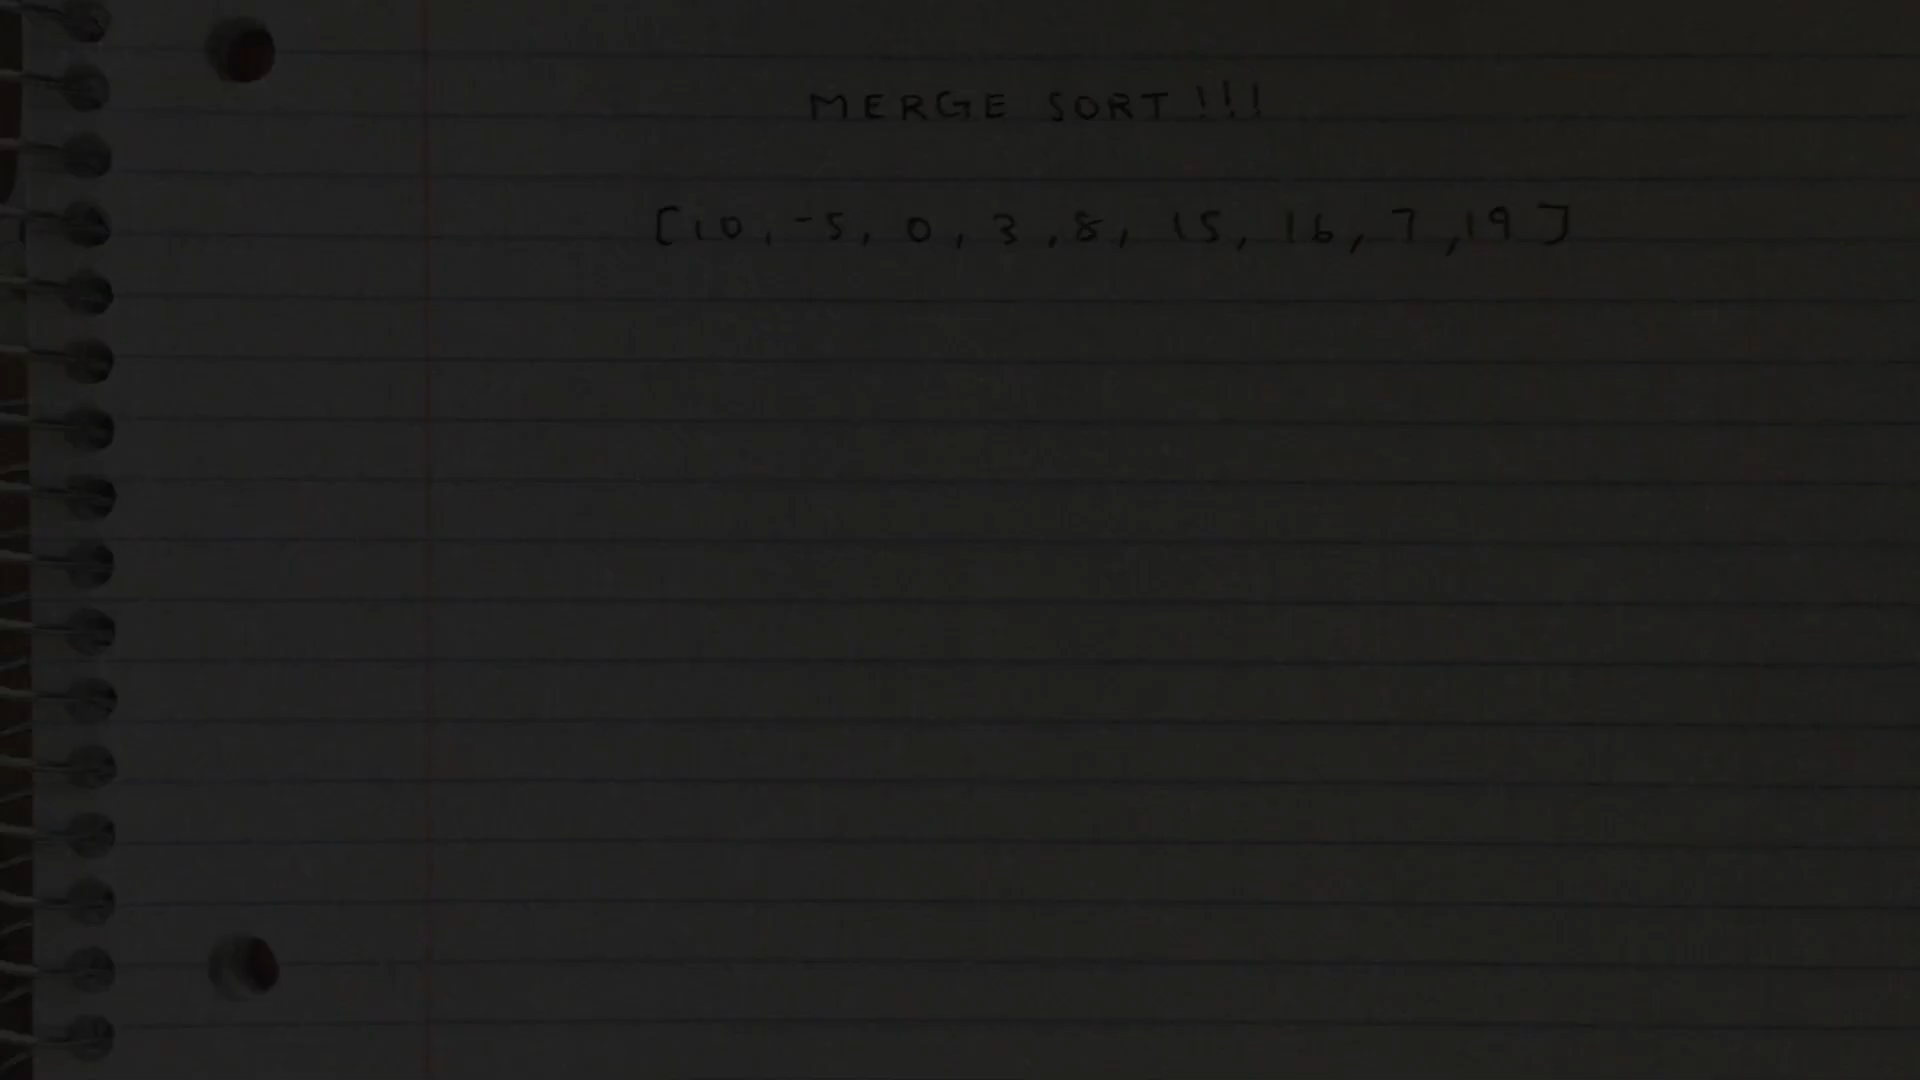 MERGE SORT!!!
[10, -5, 0, 3, 8, 15, 16, 7, 19]